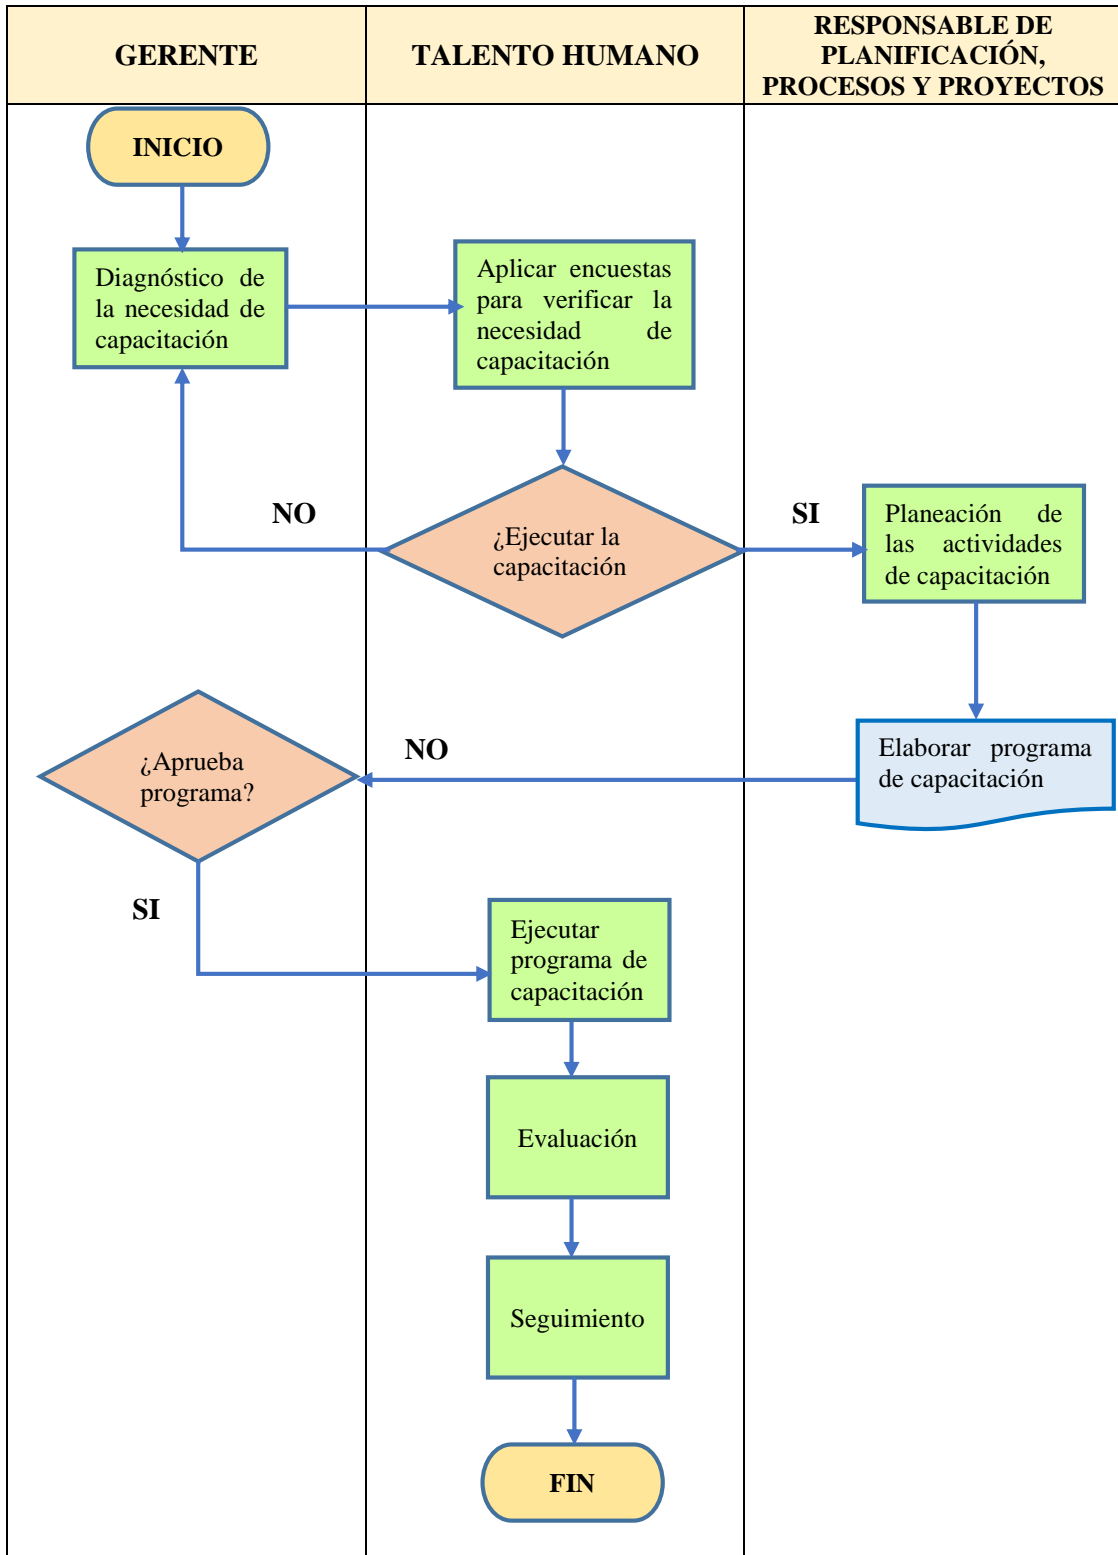 GERENTE
TALENTO HUMANO
RESPONSABLE DE
PLANIFICACIÓN,
PROCESOS Y PROYECTOS
INICIO
Diagnóstico de
la necesidad de
capacitación
Aplicar encuestas
para verificar la
necesidad de
capacitación
NO
¿Ejecutar la
capacitación
SI
Planeación de
las actividades
de capacitación
¿Aprueba
programa?
NO
Elaborar programa
de capacitación
SI
Ejecutar
programa de
capacitación
Evaluación
Seguimiento
FIN